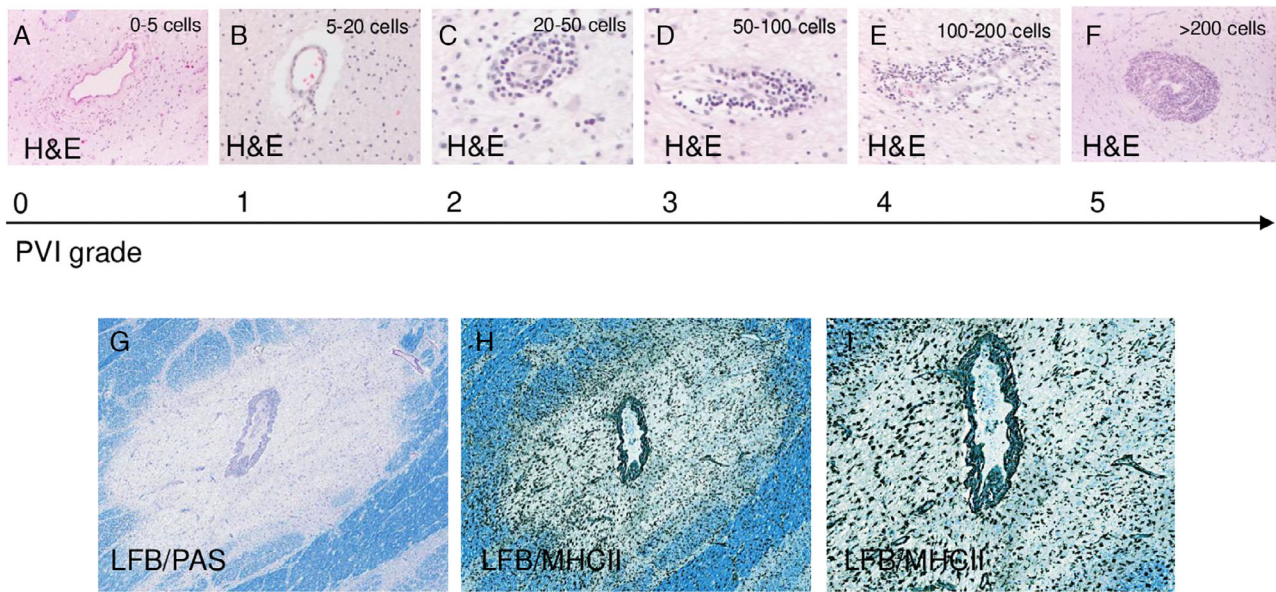 A 0-5 cells
B 5-20 cells
C 20-50 cells
D 50-100 cells
E 100-200 cells
F >200 cells
H&E H&E H&E H&E H&E H&E
0 1 2 3 4 5
PVI grade
G H I
LFB/PAS LFB/MHCII LFB/MHCII